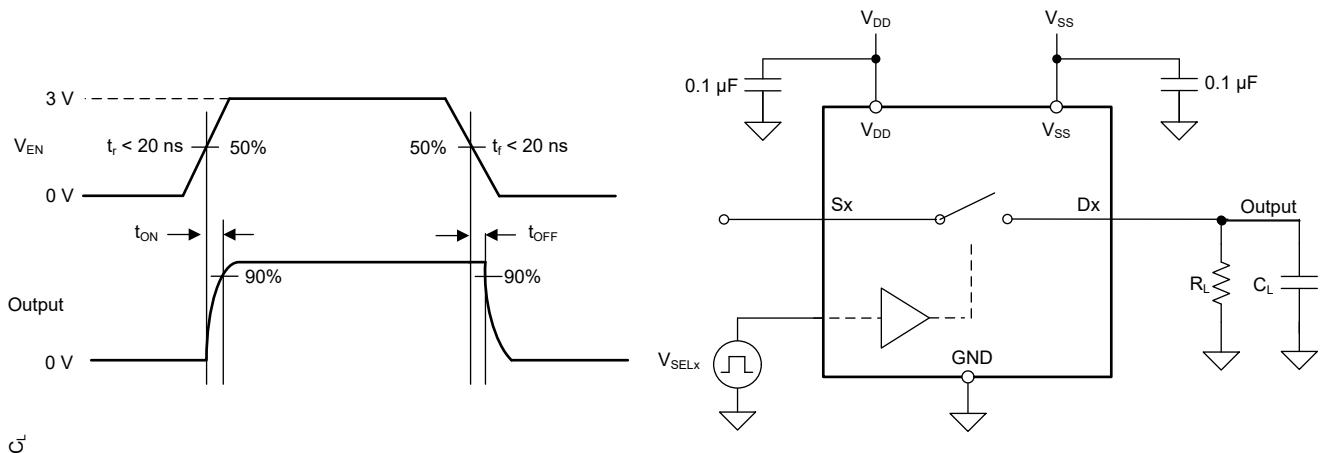 3 V
V_EN
t_r < 20 ns
50%
50%
t_f < 20 ns
0 V
t_ON
t_OFF
90%
90%
Output
0 V
C_L
V_DD
V_SS
0.1 µF
0.1 µF
V_DD
V_SS
Sx
Dx
Output
R_L
C_L
V_SELx
GND